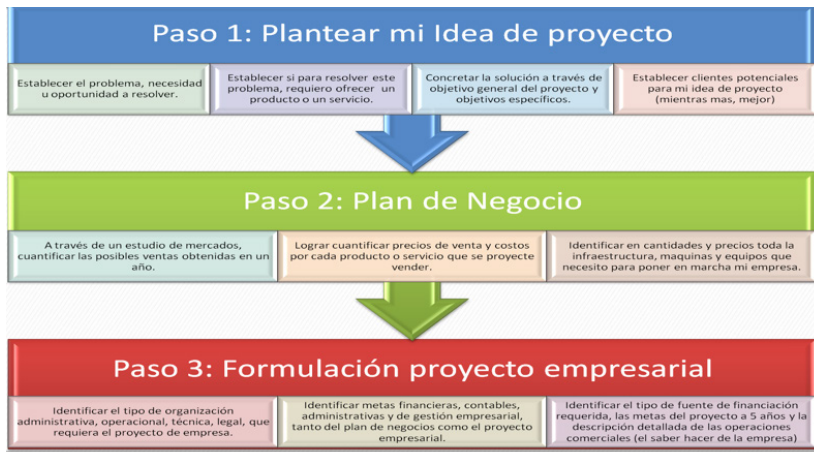 Paso 1: Plantear mi Idea de proyecto
Establecer el problema, necesidad
u oportunidad a resolver.
Establecer si para resolver este
problema, requiero ofrecer un
producto o un servicio.
Concretar la solución a través de
objetivo general del proyecto y
objetivos específicos.
Establecer clientes potenciales
para mi idea de proyecto
(mientras mas, mejor)
Paso 2: Plan de Negocio
A través de un estudio de mercados,
cuantificar las posibles ventas obtenidas en un
año.
Lograr cuantificar precios de venta y costos
por cada producto o servicio que se proyecte
vender.
Identificar en cantidades y precios toda la
infraestructura, maquinas y equipos que
necesito para poner en marcha mi empresa.
Paso 3: Formulación proyecto empresarial
Identificar el tipo de organización
administrativa, operacional, técnica, legal, que
requiera el proyecto de empresa.
Identificar metas financieras, contables,
administrativas y de gestión empresarial,
tanto del plan de negocios como el proyecto
empresarial.
Identificar el tipo de fuente de financiación
requerida, las metas del proyecto a 5 años y la
descripción detallada de las operaciones
comerciales (el saber hacer de la empresa)